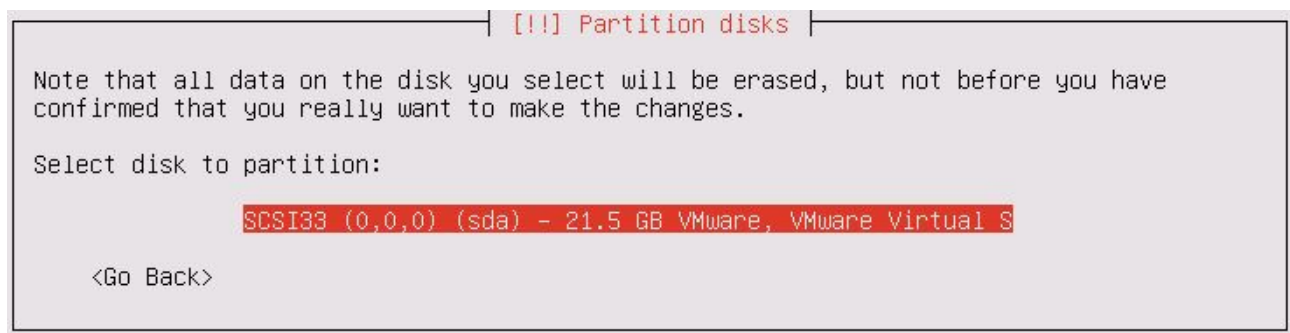 [!!] Partition disks
Note that all data on the disk you select will be erased, but not before you have
confirmed that you really want to make the changes.
Select disk to partition:
SCSI33 (0,0,0) (sda) - 21.5 GB VMware, VMware Virtual S
<Go Back>